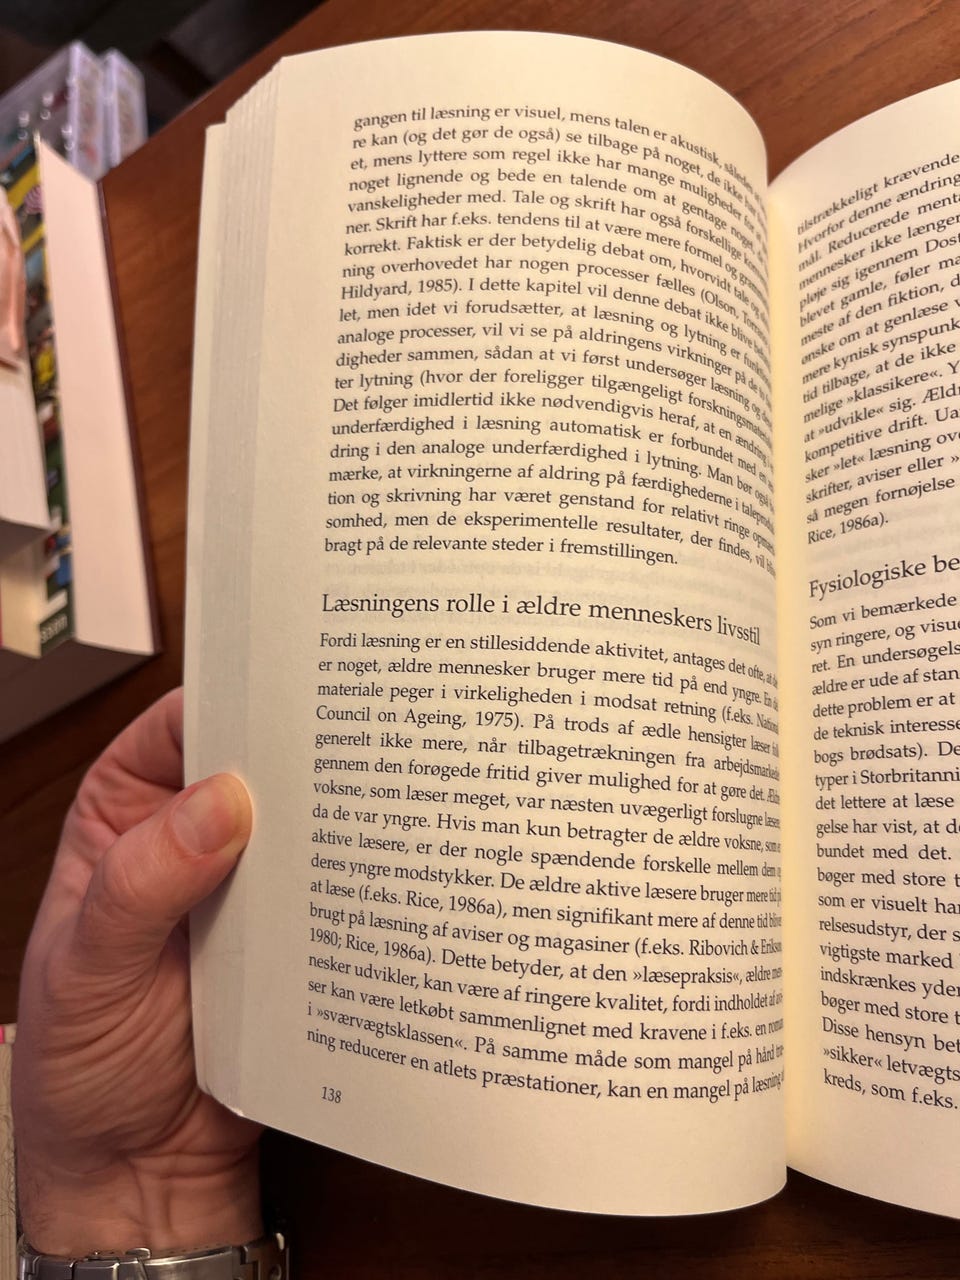 gangen til læsning er visuel, mens talen er akustisk, således
re kan (og det gør de også) se tilbage på noget, de ikke har
et, mens lyttere som regel ikke har mange muligheder for at
noget lignende og bede en talende om at gentage noget, de
vanskeligheder med. Tale og skrift har også forskellige
ner. Skrift har f.eks. tendens til at være mere formel og
korrekt. Faktisk er der betydelig debat om, hvorvidt tale og
ning overhovedet har nogen processer fælles (Olson,
Hildyard, 1985). I dette kapitel vil denne debat ikke blive
let, men idet vi forudsætter, at læsning og lytning er
analoge processer, vil vi se på aldringens virkninger på de to
digheder sammen, sådan at vi først undersøger læsning og
ter lytning (hvor der foreligger tilgængeligt forskningsmateriale
Det følger imidlertid ikke nødvendigvis heraf, at en ændring i
underfærdighed i læsning automatisk er forbundet med en
dring i den analoge underfærdighed i lytning. Man bør også
mærke, at virkningerne af aldring på færdighederne i
tion og skrivning har været genstand for relativt ringe
somhed, men de eksperimentelle resultater, der findes, vil
bragt på de relevante steder i fremstillingen.
Læsningens rolle i ældre menneskers livsstil
Fordi læsning er en stillesiddende aktivitet, antages det ofte, at
er noget, ældre mennesker bruger mere tid på end yngre. En
materiale peger i virkeligheden i modsat retning (f.eks. National
Council on Ageing, 1975). På trods af ædle hensigter læser
generelt ikke mere, når tilbagetrækningen fra arbejdsmarkedet
gennem den forøgede fritid giver mulighed for at gøre det. Ældre
voksne, som læser meget, var næsten uvægerligt forslugne læsere,
da de var yngre. Hvis man kun betragter de ældre voksne, som er
aktive læsere, er der nogle spændende forskelle mellem dem og
deres yngre modstykker. De ældre aktive læsere bruger mere tid på
at læse (f.eks. Rice, 1986a), men signifikant mere af denne tid bliver
brugt på læsning af aviser og magasiner (f.eks. Ribovich & Erikson,
1980; Rice, 1986a). Dette betyder, at den »læsepraksis«, ældre men-
nesker udvikler, kan være af ringere kvalitet, fordi indholdet af avi-
ser kan være letkøbt sammenlignet med kravene i f.eks. en roman
i »sværvægtsklassen«. På samme måde som mangel på hård træ-
ning reducerer en atlets præstationer, kan en mangel på læsning
138
tilstrækkeligt krævende
Hvorfor denne ændring
mål. Reducerede
mennesker ikke længer
pløje sig igennem
blevet gamle, føler
meste af den fiktion, d
ønske om at genlæse v
mere kynisk synspunk
tid tilbage, at de ikke
melige »klassikere«. Y
at »udvikle« sig. Ældr
kompetitive drift.
sker »let« læsning ov
skrifter, aviser eller »
så megen fornøjelse
Rice, 1986a).
Fysiologiske be
Som vi bemærkede
syn ringere, og visue
ret. En undersøgels
ældre er ude af stan
dette problem er at
de teknisk interesse
bogs brødsats). De
typer i Storbritanni
det lettere at læse
gelse har vist, at d
bundet med det.
bøger med store t
som er visuelt ha
relsesudstyr, der s
vigtigste marked
indskrænkes yder
bøger med store t
Disse hensyn bet
»sikker« letvægts
kreds, som f.eks.